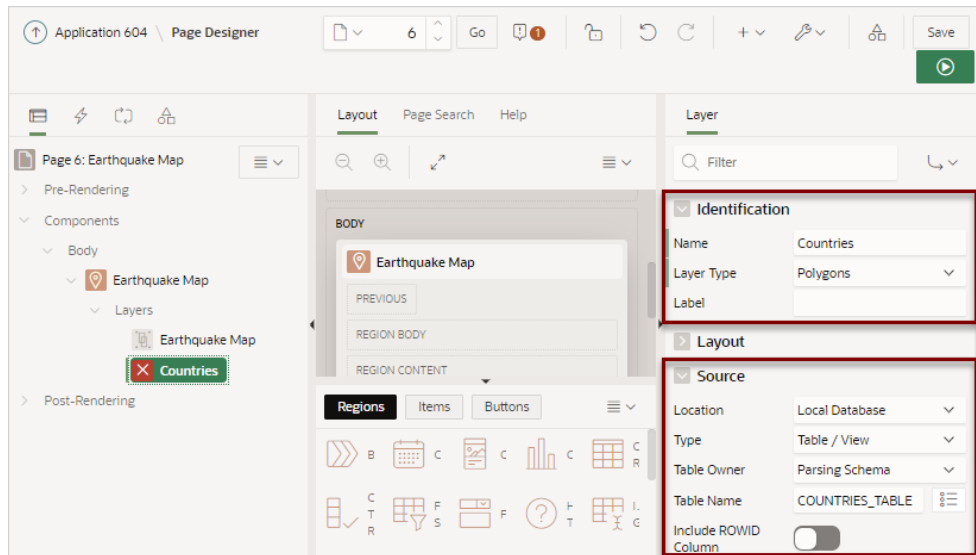 Application 604 \ Page Designer
6
Go
1
Save
Layout Page Search Help
Layer
Page 6: Earthquake Map
Pre-Rendering
Components
Body
Earthquake Map
Layers
Earthquake Map
Countries
Post-Rendering
BODY
Earthquake Map
PREVIOUS
REGION BODY
REGION CONTENT
Regions Items Buttons
B C C C C R
C T R F S F H T I. G
Filter
Identification
Name Countries
Layer Type Polygons
Label
Layout
Source
Location Local Database
Type Table / View
Table Owner Parsing Schema
Table Name COUNTRIES_TABLE
Include ROWID
Column